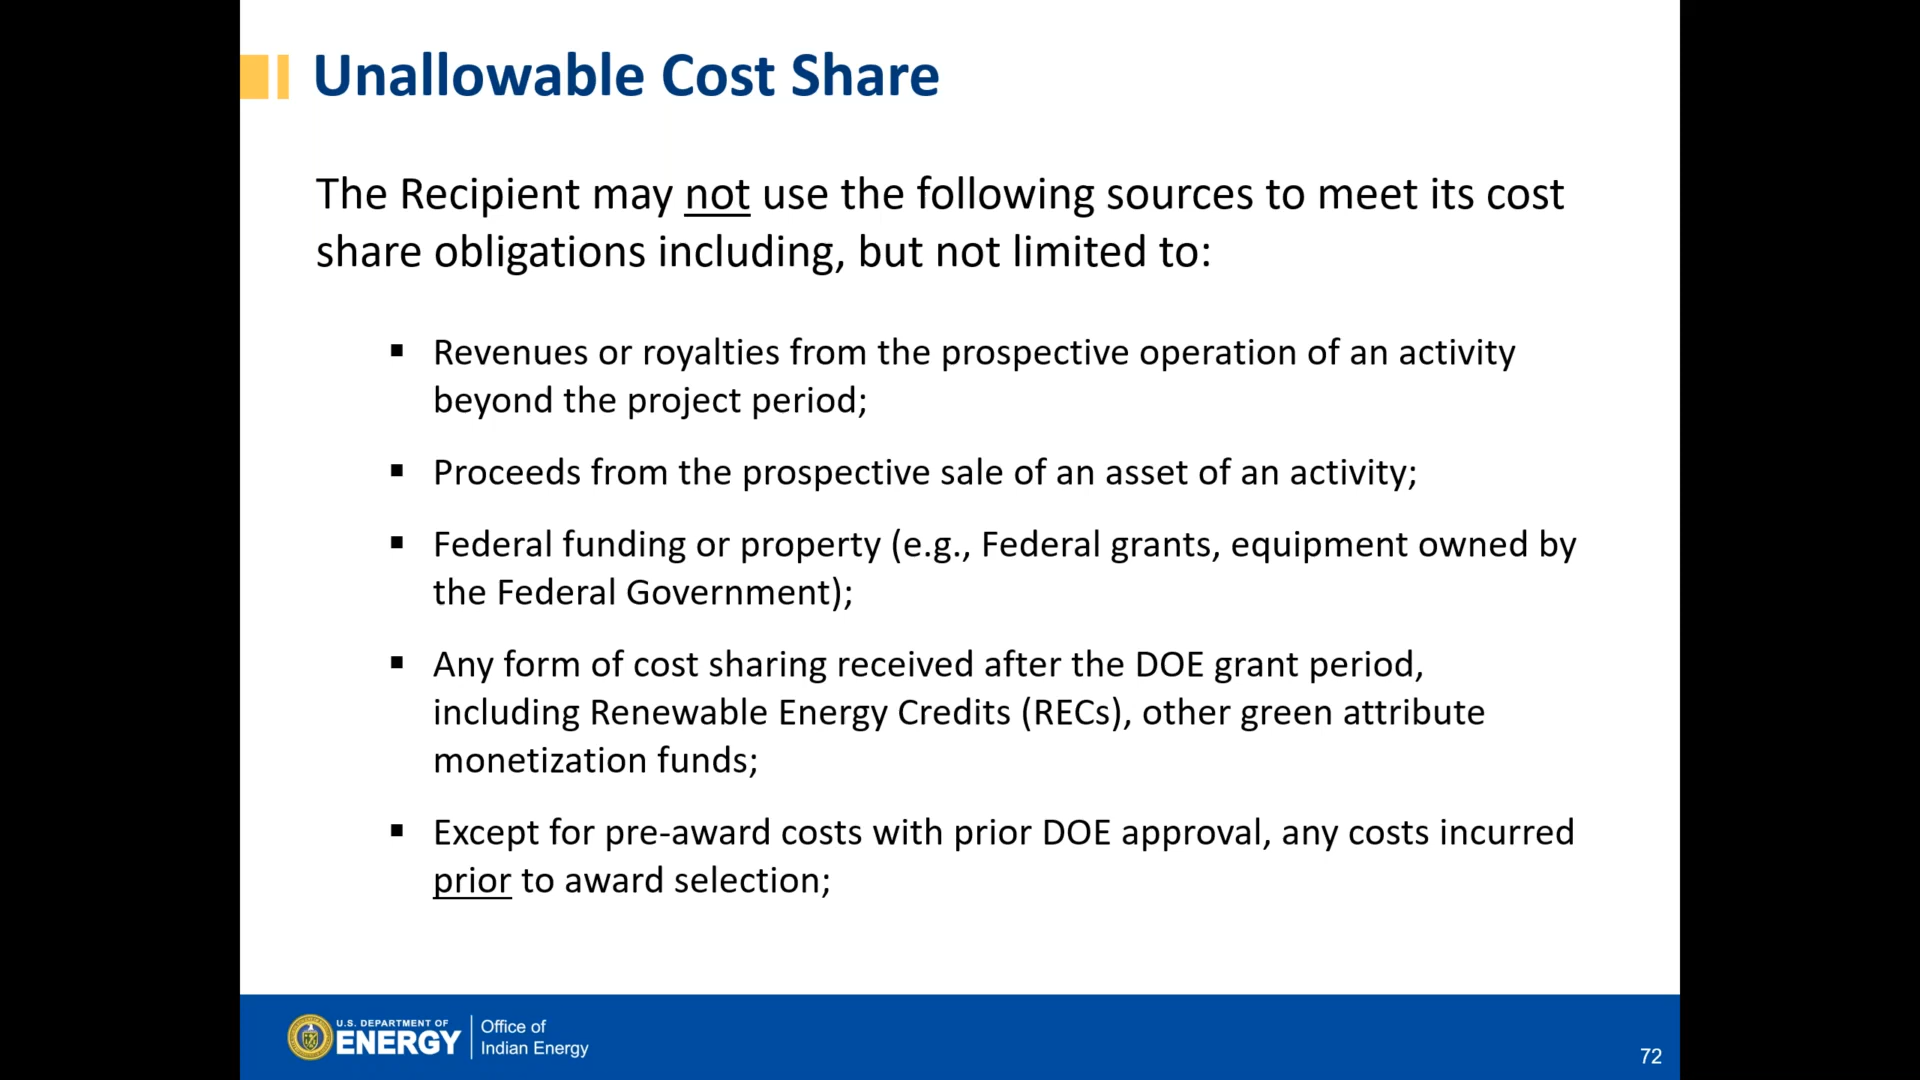 Unallowable Cost Share
The Recipient may not use the following sources to meet its cost
share obligations including, but not limited to:
▪ Revenues or royalties from the prospective operation of an activity
beyond the project period;
▪ Proceeds from the prospective sale of an asset of an activity;
▪ Federal funding or property (e.g., Federal grants, equipment owned by
the Federal Government);
▪ Any form of cost sharing received after the DOE grant period,
including Renewable Energy Credits (RECs), other green attribute
monetization funds;
▪ Except for pre-award costs with prior DOE approval, any costs incurred
prior to award selection;
U.S. DEPARTMENT OF
ENERGY
Office of
Indian Energy
72